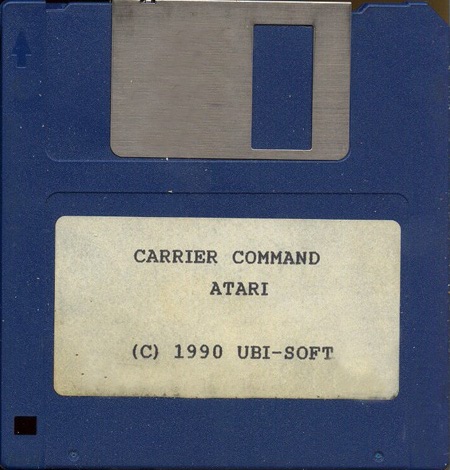 CARRIER COMMAND
ATARI
(C) 1990 UBI-SOFT